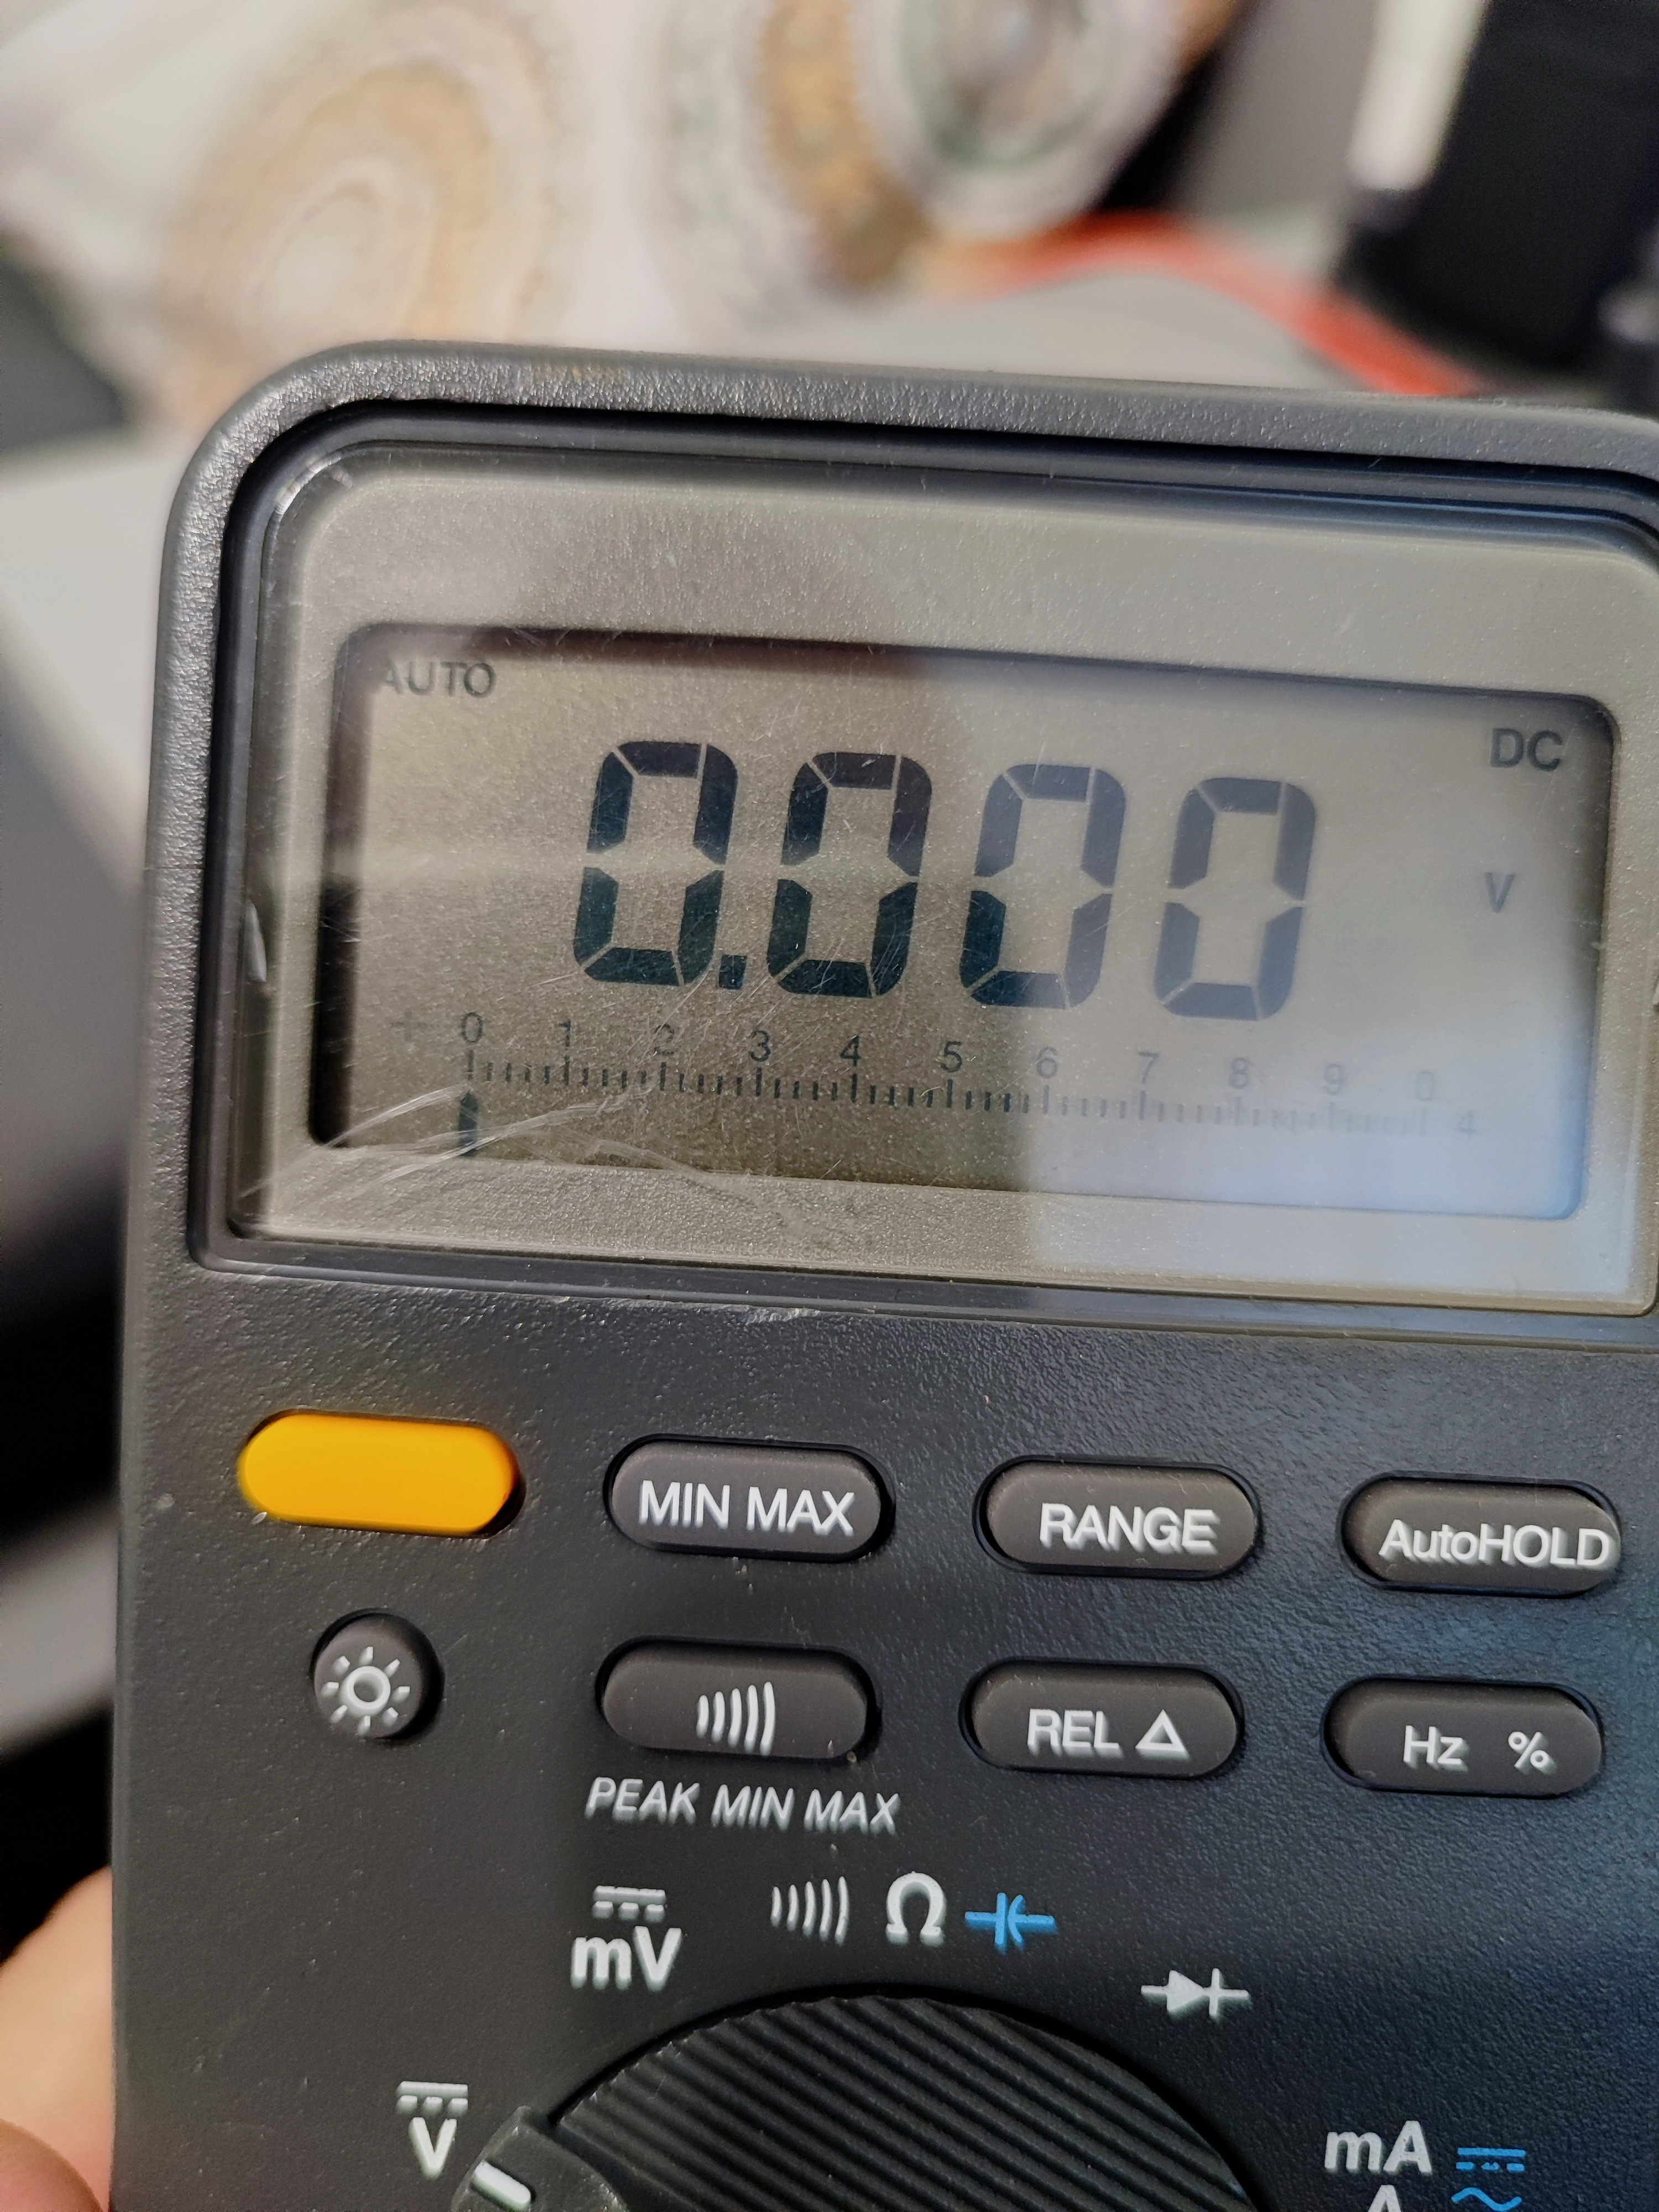 AUTO
DC
0.000
V
+ 0 1 2 3 4 5 6 7 8 9 0
4
MIN MAX
RANGE
AutoHOLD
REL △
Hz %
PEAK MIN MAX
mV
Ω
V
mA
A